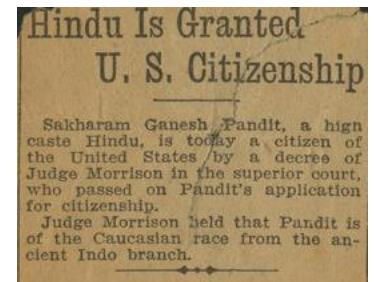 Hindu Is Granted
U. S. Citizenship
Sakharam Ganesh Pandit, a hign
caste Hindu, is today a citizen of
the United States by a decree of
Judge Morrison in the superior court,
who passed on Pandit's application
for citizenship.
Judge Morrison held that Pandit is
of the Caucasian race from the an-
cient Indo branch.